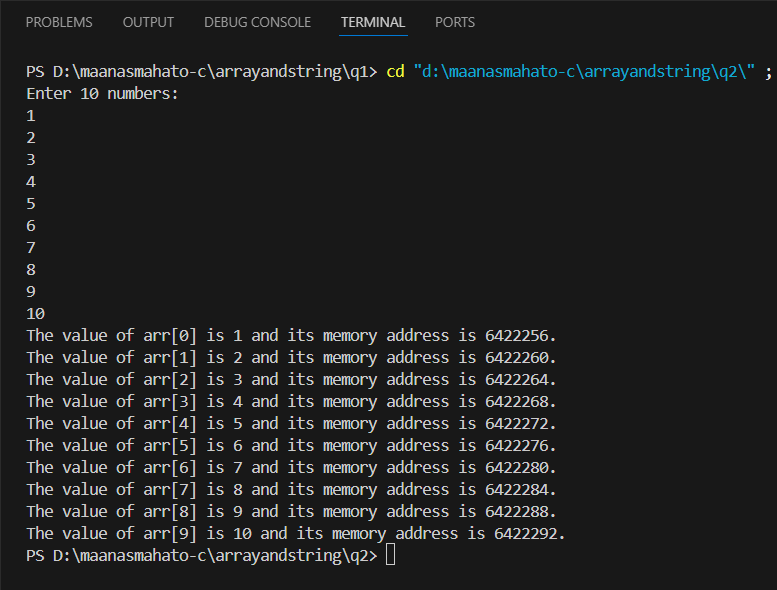 PROBLEMS OUTPUT DEBUG CONSOLE TERMINAL PORTS
PS D:\maanasmahato-c\arrayandstring\q1> cd "d:\maanasmahato-c\arrayandstring\q2\" ;
Enter 10 numbers:
1
2
3
4
5
6
7
8
9
10
The value of arr[0] is 1 and its memory address is 6422256.
The value of arr[1] is 2 and its memory address is 6422260.
The value of arr[2] is 3 and its memory address is 6422264.
The value of arr[3] is 4 and its memory address is 6422268.
The value of arr[4] is 5 and its memory address is 6422272.
The value of arr[5] is 6 and its memory address is 6422276.
The value of arr[6] is 7 and its memory address is 6422280.
The value of arr[7] is 8 and its memory address is 6422284.
The value of arr[8] is 9 and its memory address is 6422288.
The value of arr[9] is 10 and its memory address is 6422292.
PS D:\maanasmahato-c\arrayandstring\q2>